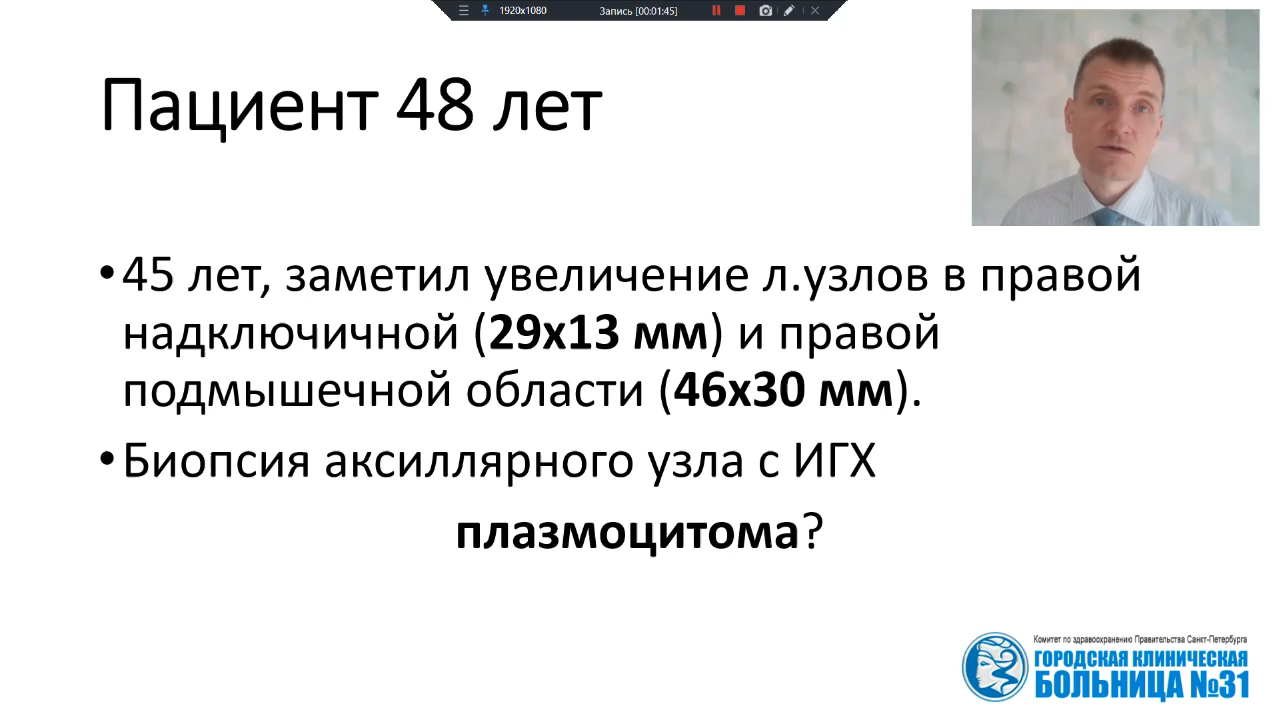 1920x1080 Запись [00:01:45]
Пациент 48 лет
•45 лет, заметил увеличение л.узлов в правой
надключичной (29х13 мм) и правой
подмышечной области (46х30 мм).
•Биопсия аксиллярного узла с ИГХ
плазмоцитома?
Комитет по здравоохранению Правительства Санкт-Петербурга
ГОРОДСКАЯ КЛИНИЧЕСКАЯ
БОЛЬНИЦА №31